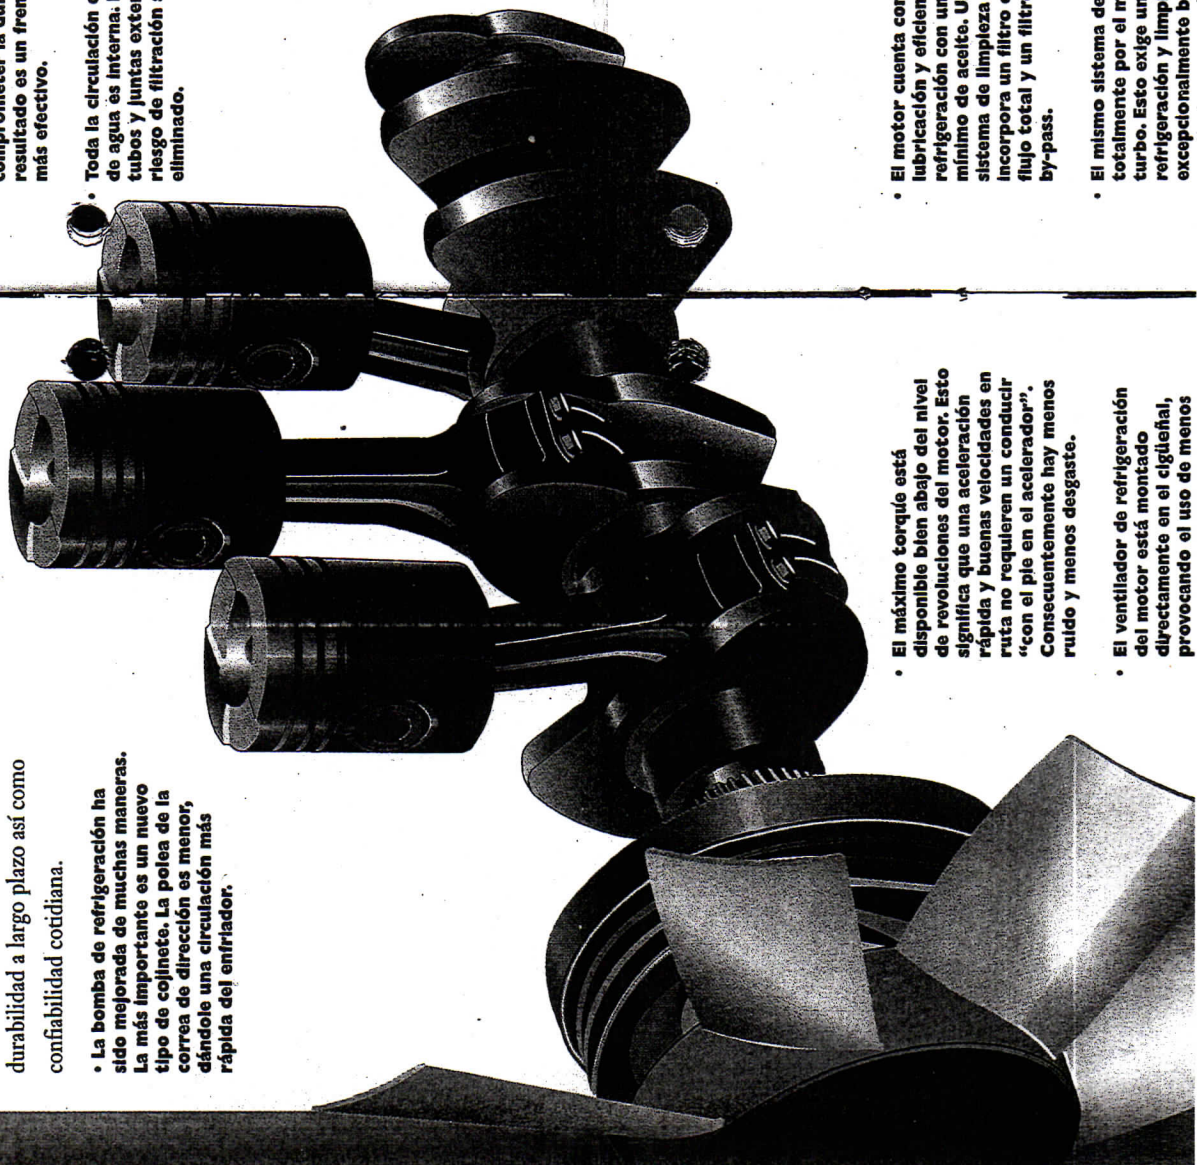 durabilidad a largo plazo así como
confiabilidad cotidiana.
• La bomba de refrigeración ha
sido mejorada de muchas maneras.
La más importante es un nuevo
tipo de cojinete. La polea de la
correa de dirección es menor,
dándole una circulación más
rápida del enfriador.
resultado es un fren
más efectivo.
• Toda la circulación
de agua es interna.
tubos y juntas exter
riesgo de filtración
eliminado.
• El máximo torque está
disponible bien abajo del nivel
de revoluciones del motor. Esto
significa que una aceleración
rápida y buenas velocidades en
ruta no requieren un conducir
“con el pie en el acelerador”.
Consecuentemente hay menos
ruido y menos desgaste.
• El ventilador de refrigeración
del motor está montado
directamente en el cigüeñal,
provocando el uso de menos
• El motor cuenta con
lubricación y eficien
refrigeración con un
mínimo de aceite. U
sistema de limpieza
incorpora un filtro
flujo total y un filtr
by-pass.
• El mismo sistema de
totalmente por el m
turbo. Esto exige un
refrigeración y limp
excepcionalmente b